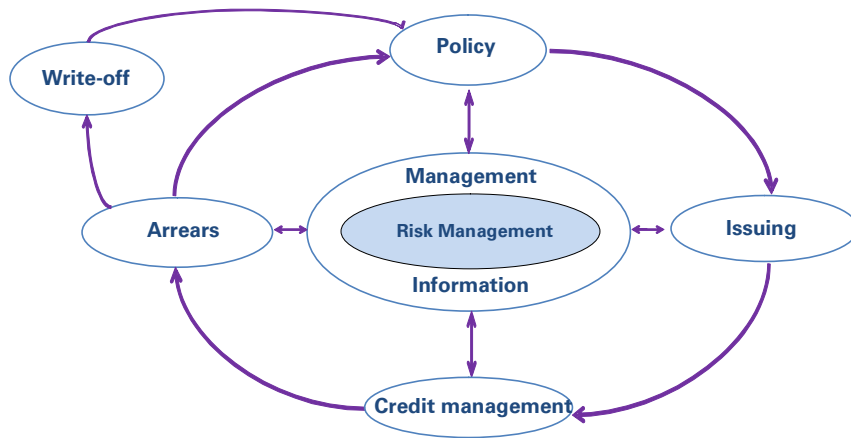 Policy
Write-off
Management
Arrears
Risk Management
Issuing
Information
Credit management